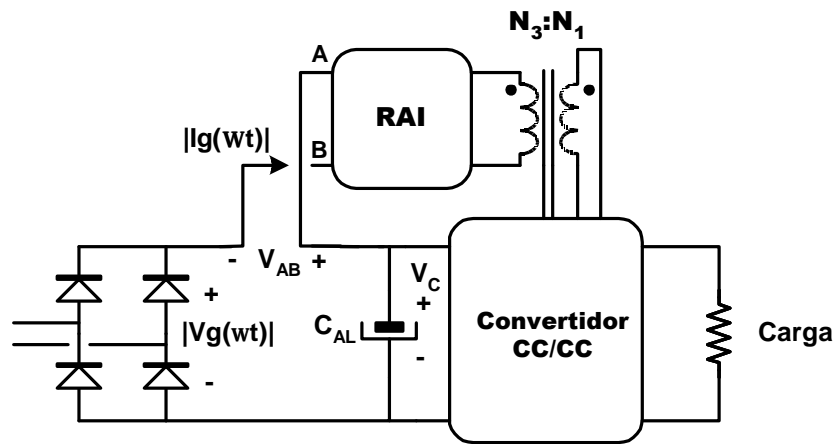 N3:N1
A
RAI
|Ig(wt)|
B
- VAB +
VC
+
+
|Vg(wt)|
CAL
Convertidor
CC/CC
Carga
-
-